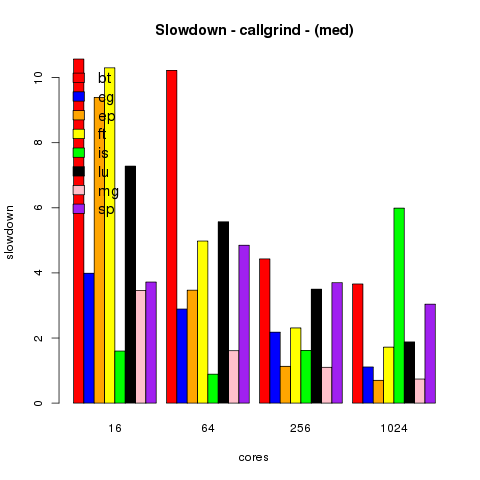 Slowdown - callgrind - (med)
slowdown
10
8
6
4
2
0
bt
cg
ep
ft
is
lu
mg
sp
16 64 256 1024
cores